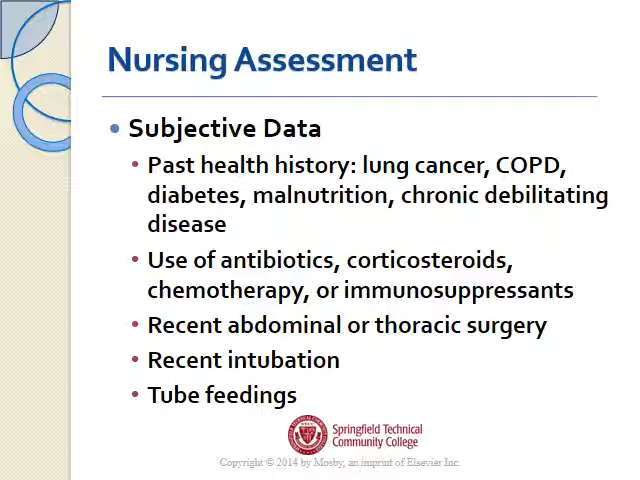 Nursing Assessment
• Subjective Data
• Past health history: lung cancer, COPD,
diabetes, malnutrition, chronic debilitating
disease
• Use of antibiotics, corticosteroids,
chemotherapy, or immunosuppressants
• Recent abdominal or thoracic surgery
• Recent intubation
• Tube feedings
Springfield Technical
Community College
Copyright © 2014 by Mosby, an imprint of Elsevier Inc.